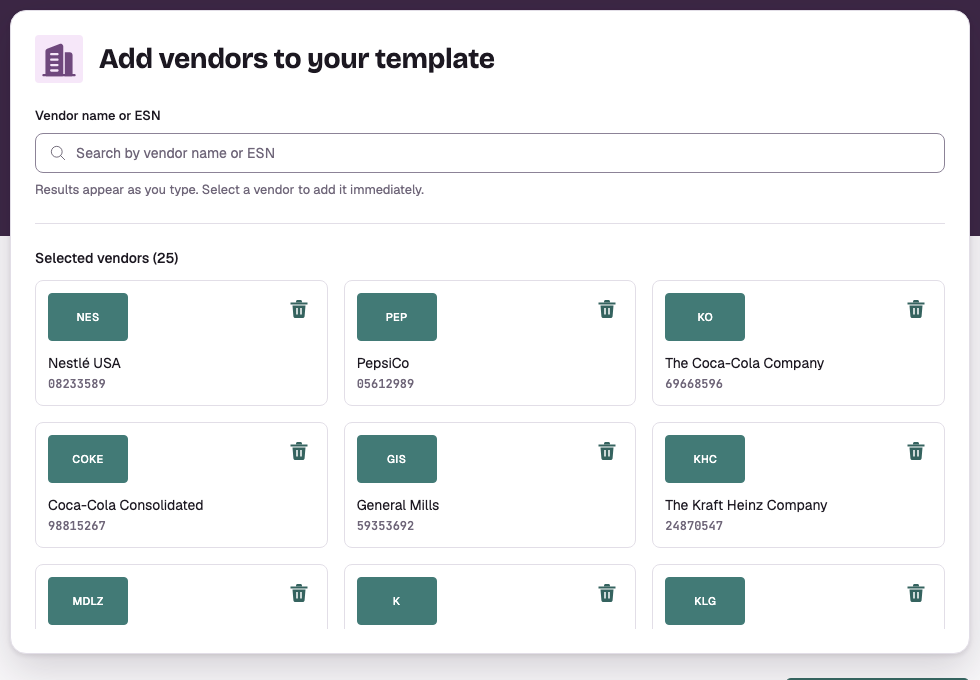 Add vendors to your template
Vendor name or ESN
Search by vendor name or ESN
Results appear as you type. Select a vendor to add it immediately.
Selected vendors (25)
NES
Nestlé USA
08233589
PEP
PepsiCo
05612989
KO
The Coca-Cola Company
69668596
COKE
Coca-Cola Consolidated
98815267
GIS
General Mills
59353692
KHC
The Kraft Heinz Company
24870547
MDLZ
K
KLG